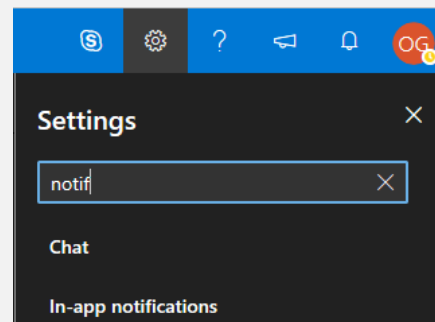 S ? OG
Settings
notif
Chat
In-app notifications